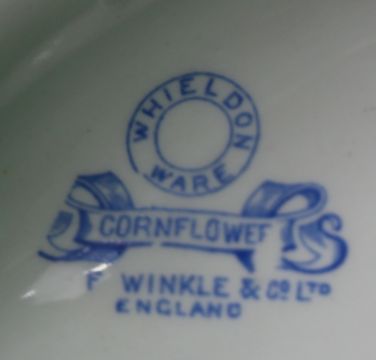 WHIELDON
WARE
CORNFLOWER
F WINKLE & CO LTD
ENGLAND